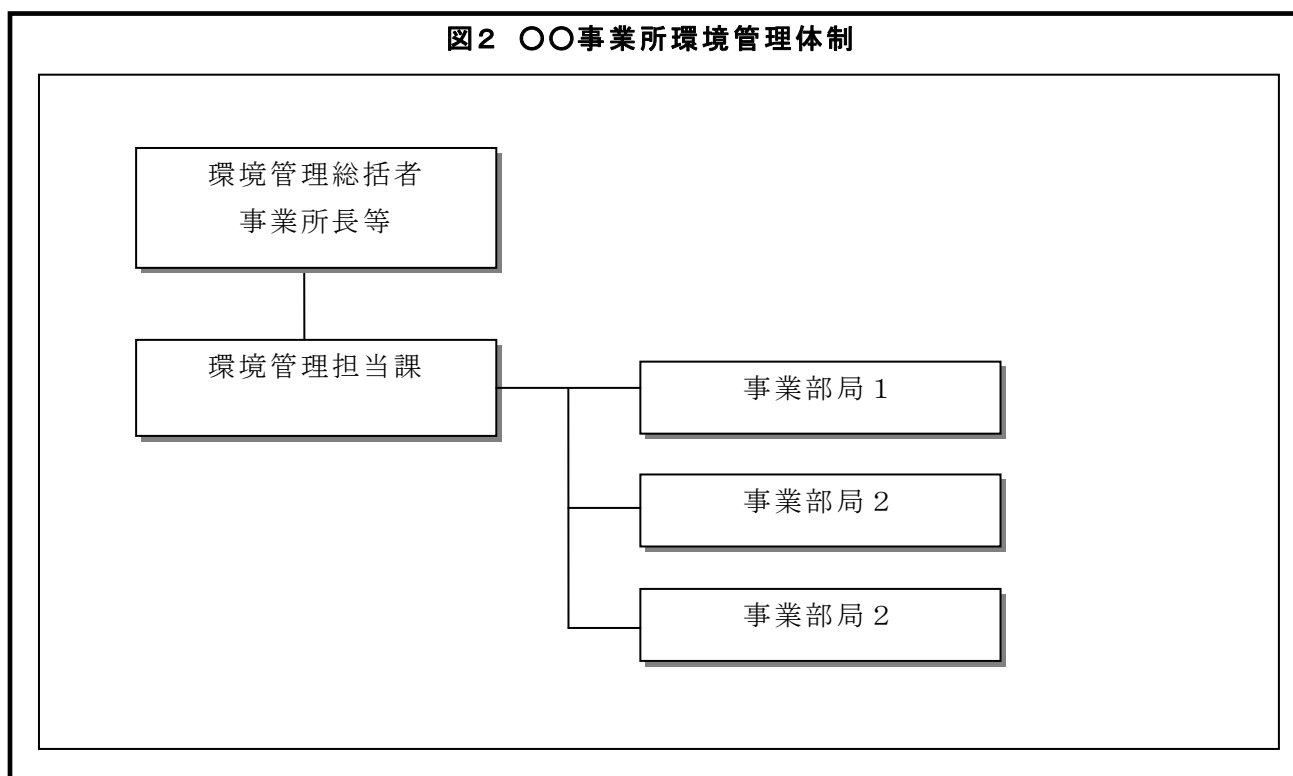 図２ 〇〇事業所環境管理体制
環境管理総括者
事業所長等
環境管理担当課
事業部局１
事業部局２
事業部局２